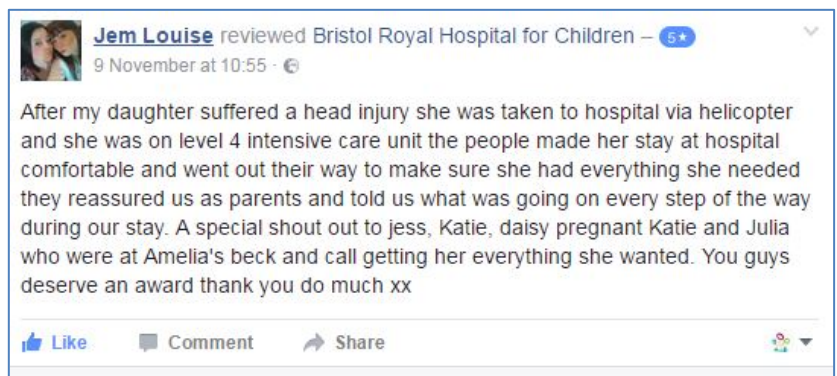 Jem Louise reviewed Bristol Royal Hospital for Children – 5★
9 November at 10:55 ·
After my daughter suffered a head injury she was taken to hospital via helicopter
and she was on level 4 intensive care unit the people made her stay at hospital
comfortable and went out their way to make sure she had everything she needed
they reassured us as parents and told us what was going on every step of the way
during our stay. A special shout out to jess, Katie, daisy pregnant Katie and Julia
who were at Amelia's beck and call getting her everything she wanted. You guys
deserve an award thank you do much xx
Like Comment Share